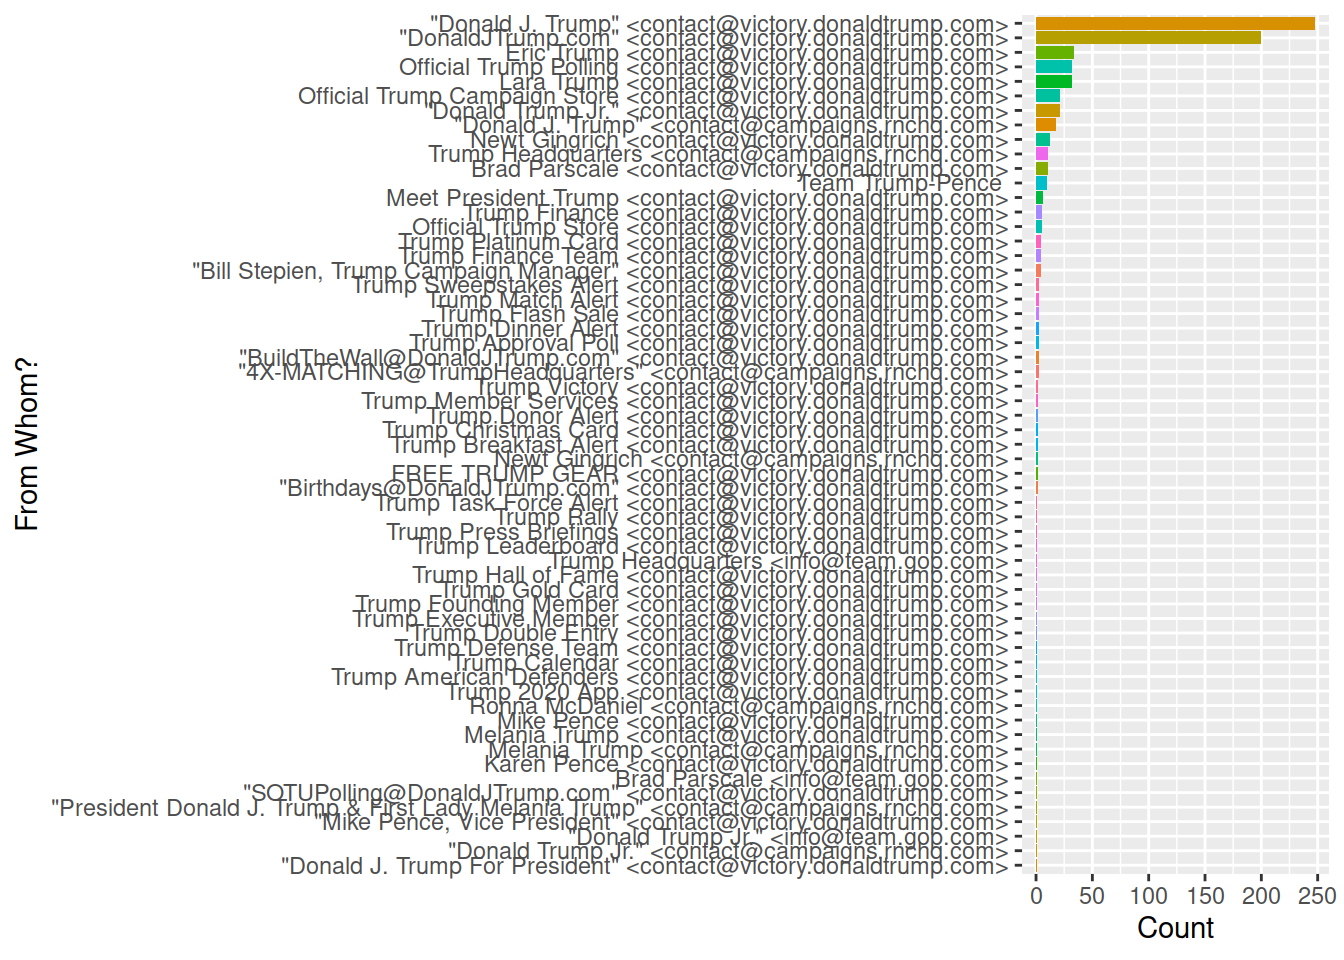 "Donald J. Trump" <contact@victory.donaldtrump.com>
"DonaldJTrump.com" <contact@victory.donaldtrump.com>
Eric Trump <contact@victory.donaldtrump.com>
Official Trump Polling <contact@victory.donaldtrump.com>
Lara Trump <contact@victory.donaldtrump.com>
Official Trump Campaign Store <contact@victory.donaldtrump.com>
"Donald Trump Jr." <contact@victory.donaldtrump.com>
"Donald J. Trump" <contact@campaigns.rnchq.com>
Newt Gingrich <contact@victory.donaldtrump.com>
Trump Headquarters <contact@campaigns.rnchq.com>
Brad Parscale <contact@victory.donaldtrump.com>
Team Trump-Pence
Meet President Trump <contact@victory.donaldtrump.com>
Trump Finance <contact@victory.donaldtrump.com>
Official Trump Store <contact@victory.donaldtrump.com>
Trump Platinum Card <contact@victory.donaldtrump.com>
Trump Finance Team <contact@victory.donaldtrump.com>
"Bill Stepien, Trump Campaign Manager" <contact@victory.donaldtrump.com>
Trump Sweepstakes Alert <contact@victory.donaldtrump.com>
Trump Match Alert <contact@victory.donaldtrump.com>
Trump Flash Sale <contact@victory.donaldtrump.com>
Trump Dinner Alert <contact@victory.donaldtrump.com>
Trump Approval Poll <contact@victory.donaldtrump.com>
"BuildTheWall@DonaldJTrump.com" <contact@victory.donaldtrump.com>
"4X-MATCHING@TrumpHeadquarters" <contact@campaigns.rnchq.com>
Trump Victory <contact@victory.donaldtrump.com>
Trump Member Services <contact@victory.donaldtrump.com>
Trump Donor Alert <contact@victory.donaldtrump.com>
Trump Christmas Card <contact@victory.donaldtrump.com>
Trump Breakfast Alert <contact@victory.donaldtrump.com>
Newt Gingrich <contact@campaigns.rnchq.com>
FREE TRUMP GEAR <contact@victory.donaldtrump.com>
"Birthdays@DonaldJTrump.com" <contact@victory.donaldtrump.com>
Trump Task Force Alert <contact@victory.donaldtrump.com>
Trump Rally <contact@victory.donaldtrump.com>
Trump Press Briefings <contact@victory.donaldtrump.com>
Trump Leaderboard <contact@victory.donaldtrump.com>
Trump Headquarters <info@team.gop.com>
Trump Hall of Fame <contact@victory.donaldtrump.com>
Trump Gold Card <contact@victory.donaldtrump.com>
Trump Founding Member <contact@victory.donaldtrump.com>
Trump Executive Member <contact@victory.donaldtrump.com>
Trump Double Entry <contact@victory.donaldtrump.com>
Trump Defense Team <contact@victory.donaldtrump.com>
Trump Calendar <contact@victory.donaldtrump.com>
Trump American Defenders <contact@victory.donaldtrump.com>
Trump 2020 App <contact@victory.donaldtrump.com>
Ronna McDaniel <contact@campaigns.rnchq.com>
Mike Pence <contact@victory.donaldtrump.com>
Melania Trump <contact@victory.donaldtrump.com>
Melania Trump <contact@campaigns.rnchq.com>
Karen Pence <contact@victory.donaldtrump.com>
Brad Parscale <info@team.gop.com>
"SOTUPolling@DonaldJTrump.com" <contact@victory.donaldtrump.com>
"President Donald J. Trump & First Lady Melania Trump" <contact@campaigns.rnchq.com>
"Mike Pence, Vice President" <contact@victory.donaldtrump.com>
"Donald Trump Jr." <info@team.gop.com>
"Donald Trump Jr." <contact@campaigns.rnchq.com>
"Donald J. Trump For President" <contact@victory.donaldtrump.com>
From Whom?
0 50 100 150 200 250
Count